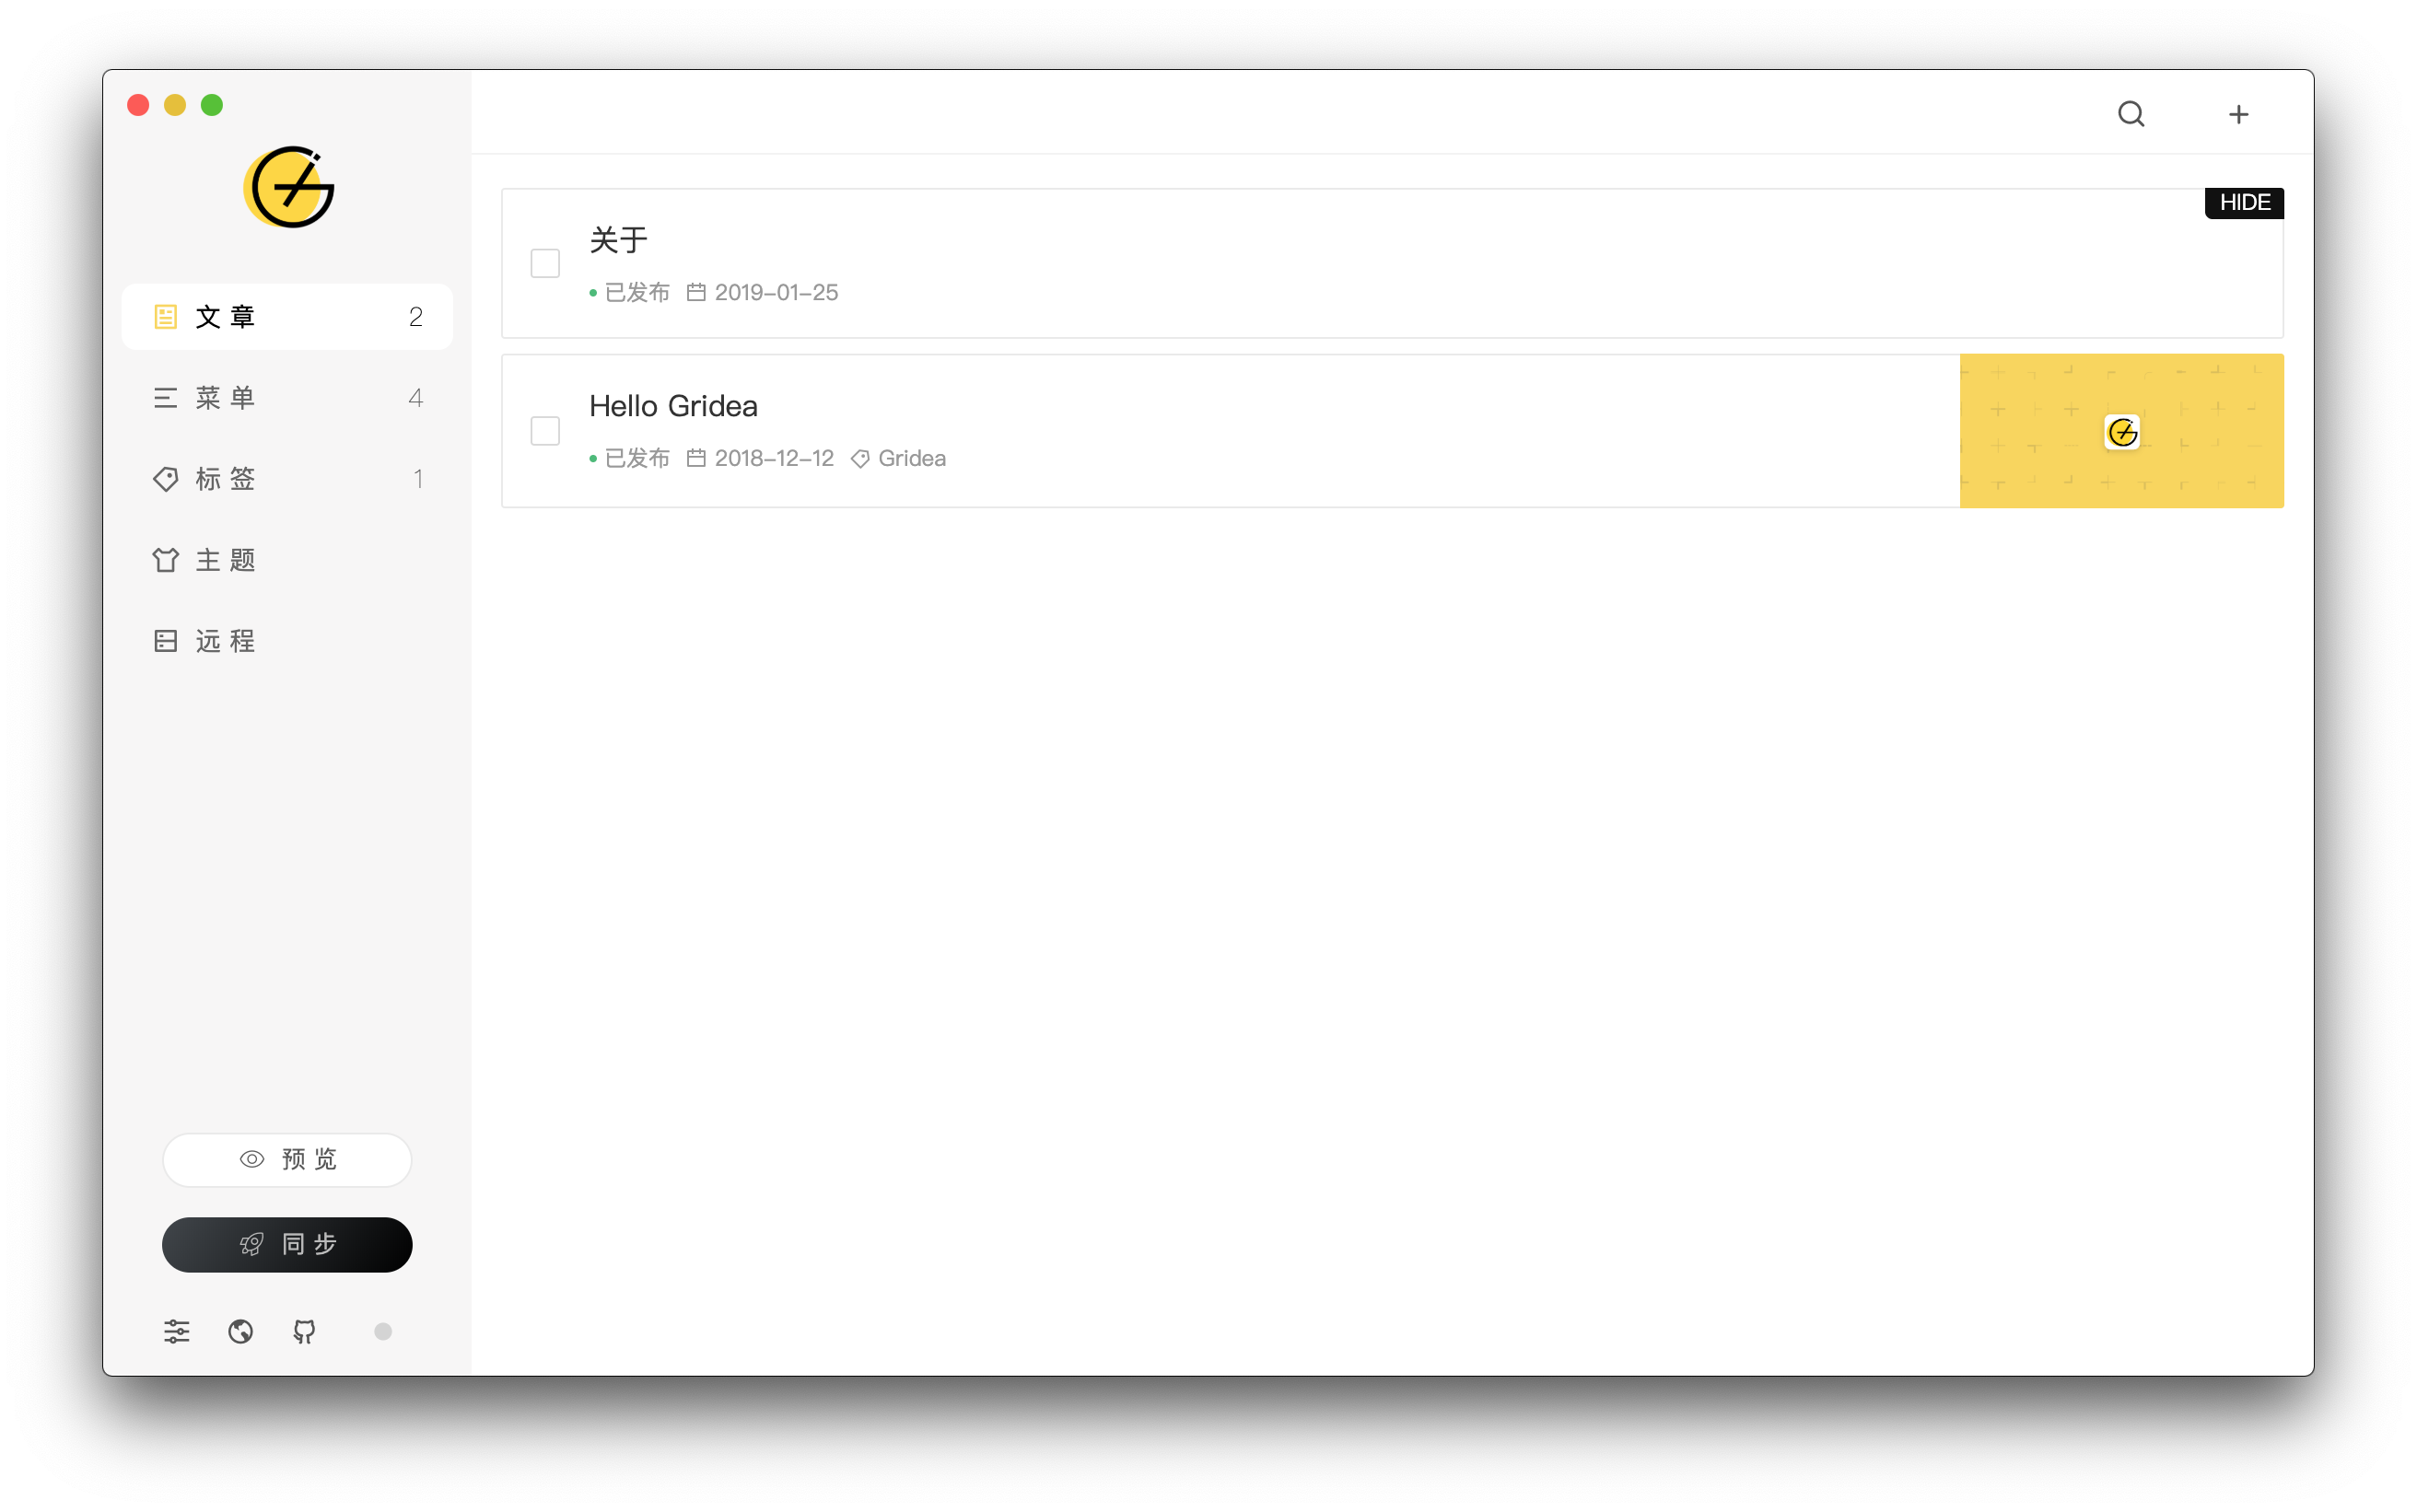 文章 2
菜单 4
标签 1
主题
远程
预览
同步
HIDE
关于
已发布 2019-01-25
Hello Gridea
已发布 2018-12-12 Gridea